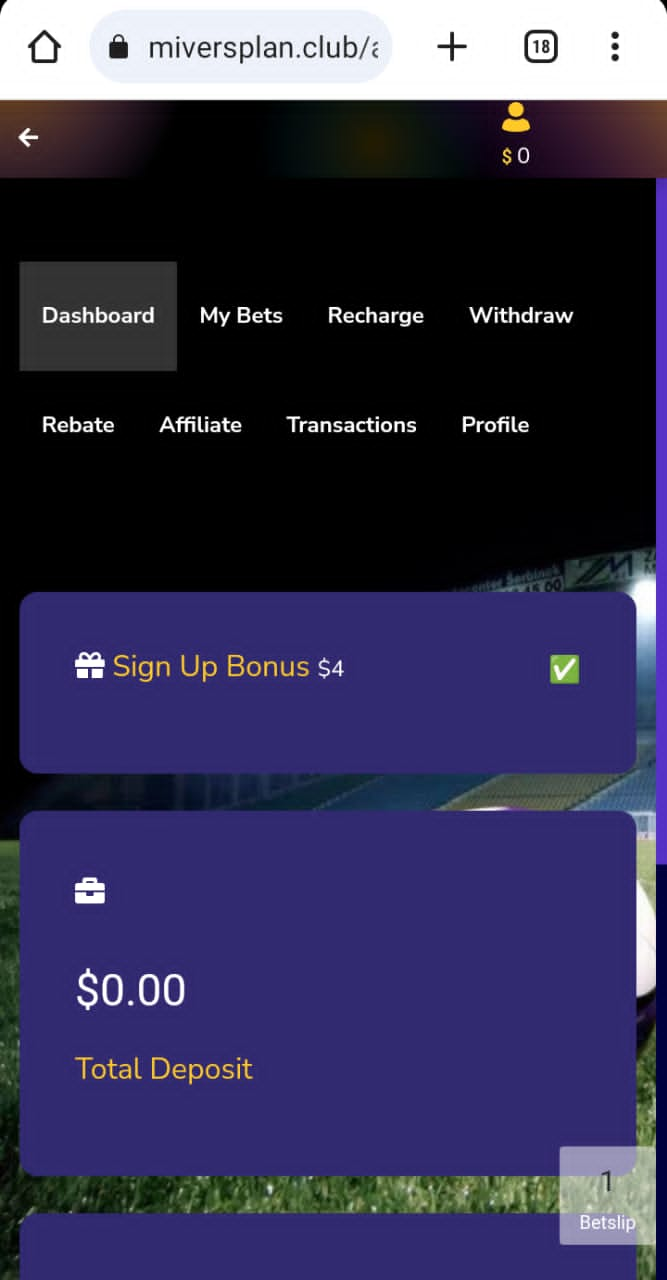 miversplan.club/
18
$ 0
Dashboard
My Bets
Recharge
Withdraw
Rebate
Affiliate
Transactions
Profile
Sign Up Bonus $4
$0.00
Total Deposit
1
Betslip